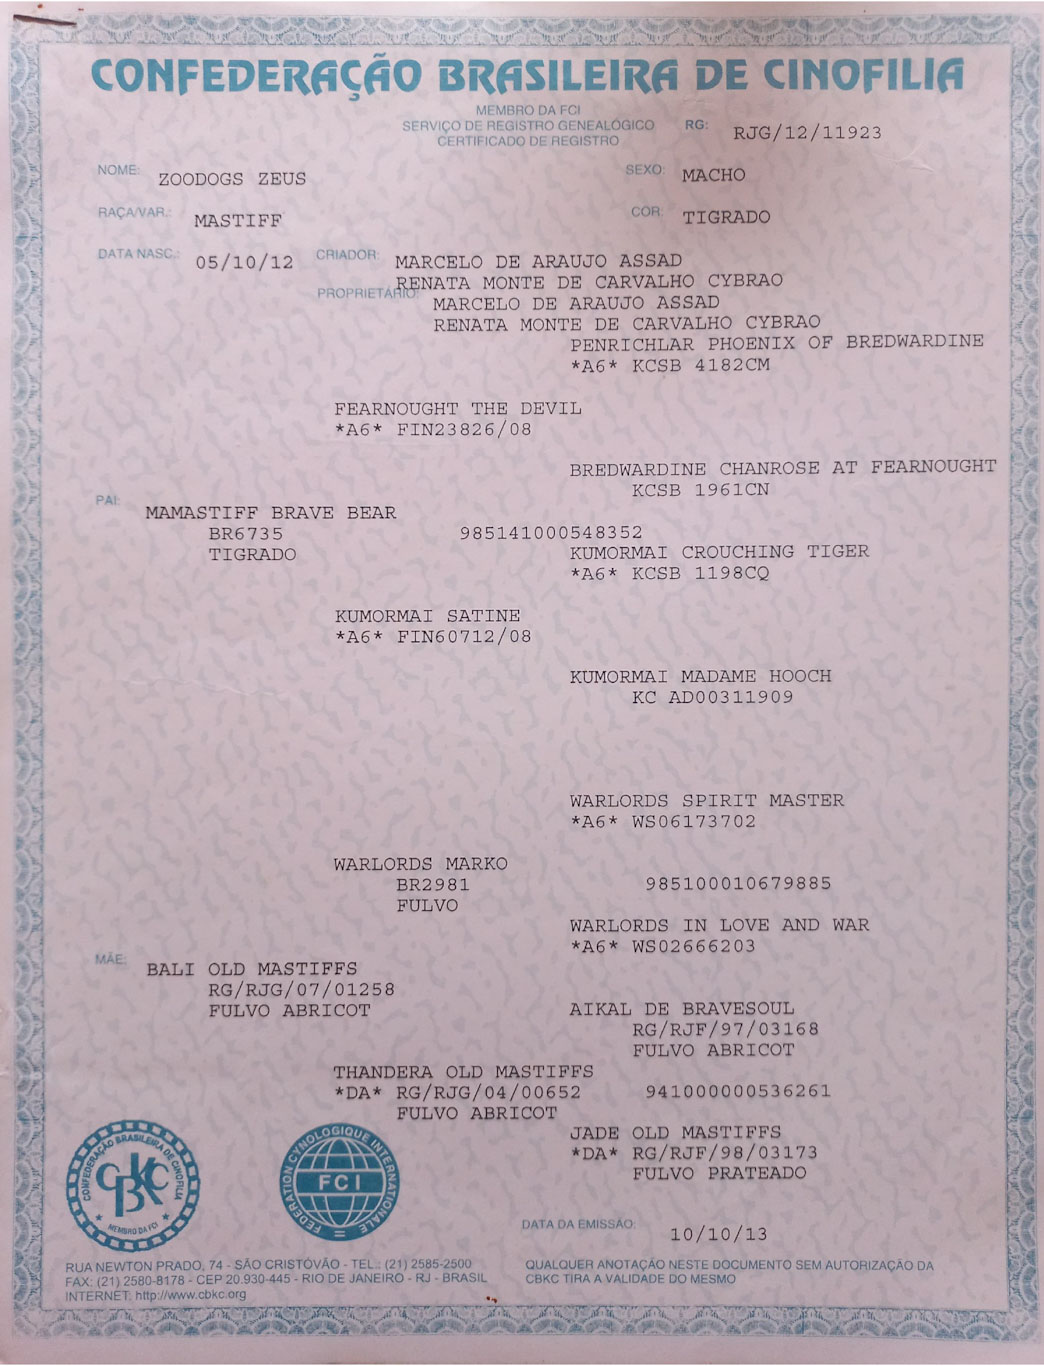 CONFEDERAÇÃO BRASILEIRA DE CINOFILIA
MEMBRO DA FCI
SERVIÇO DE REGISTRO GENEALÓGICO
CERTIFICADO DE REGISTRO
RG: RJG/12/11923
NOME: ZOODOGS ZEUS
SEXO: MACHO
RAÇA/VAR.: MASTIFF
COR: TIGRADO
DATA NASC.: 05/10/12
CRIADOR: MARCELO DE ARAUJO ASSAD
RENATA MONTE DE CARVALHO CYBRAO
PROPRIETÁRIO: MARCELO DE ARAUJO ASSAD
RENATA MONTE DE CARVALHO CYBRAO
PENRICHLAR PHOENIX OF BREDWARDINE
*A6* KCSB 4182CM
FEARNOUGHT THE DEVIL
*A6* FIN23826/08
BREDWARDINE CHANROSE AT FEARNOUGHT
KCSB 1961CN
PAI: MAMASTIFF BRAVE BEAR
BR6735 985141000548352
TIGRADO
KUMORMAI CROUCHING TIGER
*A6* KCSB 1198CQ
KUMORMAI SATINE
*A6* FIN60712/08
KUMORMAI MADAME HOOCH
KC AD00311909
WARLORDS SPIRIT MASTER
*A6* WS06173702
WARLORDS MARKO
BR2981 985100010679885
FULVO
WARLORDS IN LOVE AND WAR
*A6* WS02666203
MÃE: BALI OLD MASTIFFS
RG/RJG/07/01258
FULVO ABRICOT
AIKAL DE BRAVESOUL
RG/RJF/97/03168
FULVO ABRICOT
THANDERA OLD MASTIFFS
*DA* RG/RJG/04/00652 941000000536261
FULVO ABRICOT
JADE OLD MASTIFFS
*DA* RG/RJF/98/03173
FULVO PRATEADO
CONFEDERAÇÃO BRASILEIRA DE CINOFILIA
CBKC
MEMBRO DA FCI
FEDERATION CYNOLOGIQUE INTERNATIONALE
FCI
DATA DA EMISSÃO: 10/10/13
RUA NEWTON PRADO, 74 - SÃO CRISTÓVÃO - TEL.: (21) 2585-2500
FAX: (21) 2580-8178 - CEP 20.930-445 - RIO DE JANEIRO - RJ - BRASIL
INTERNET: http://www.cbkc.org
QUALQUER ANOTAÇÃO NESTE DOCUMENTO SEM AUTORIZAÇÃO DA
CBKC TIRA A VALIDADE DO MESMO